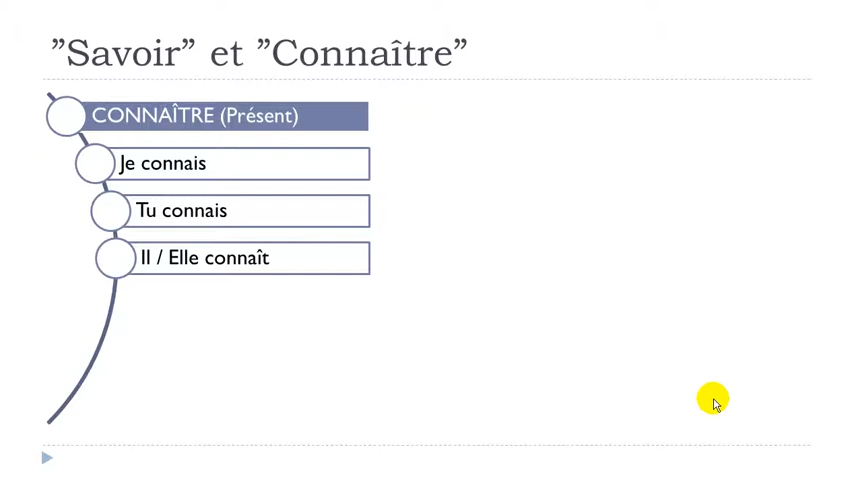 ”Savoir” et ”Connaître”
CONNAÎTRE (Présent)
Je connais
Tu connais
Il / Elle connaît